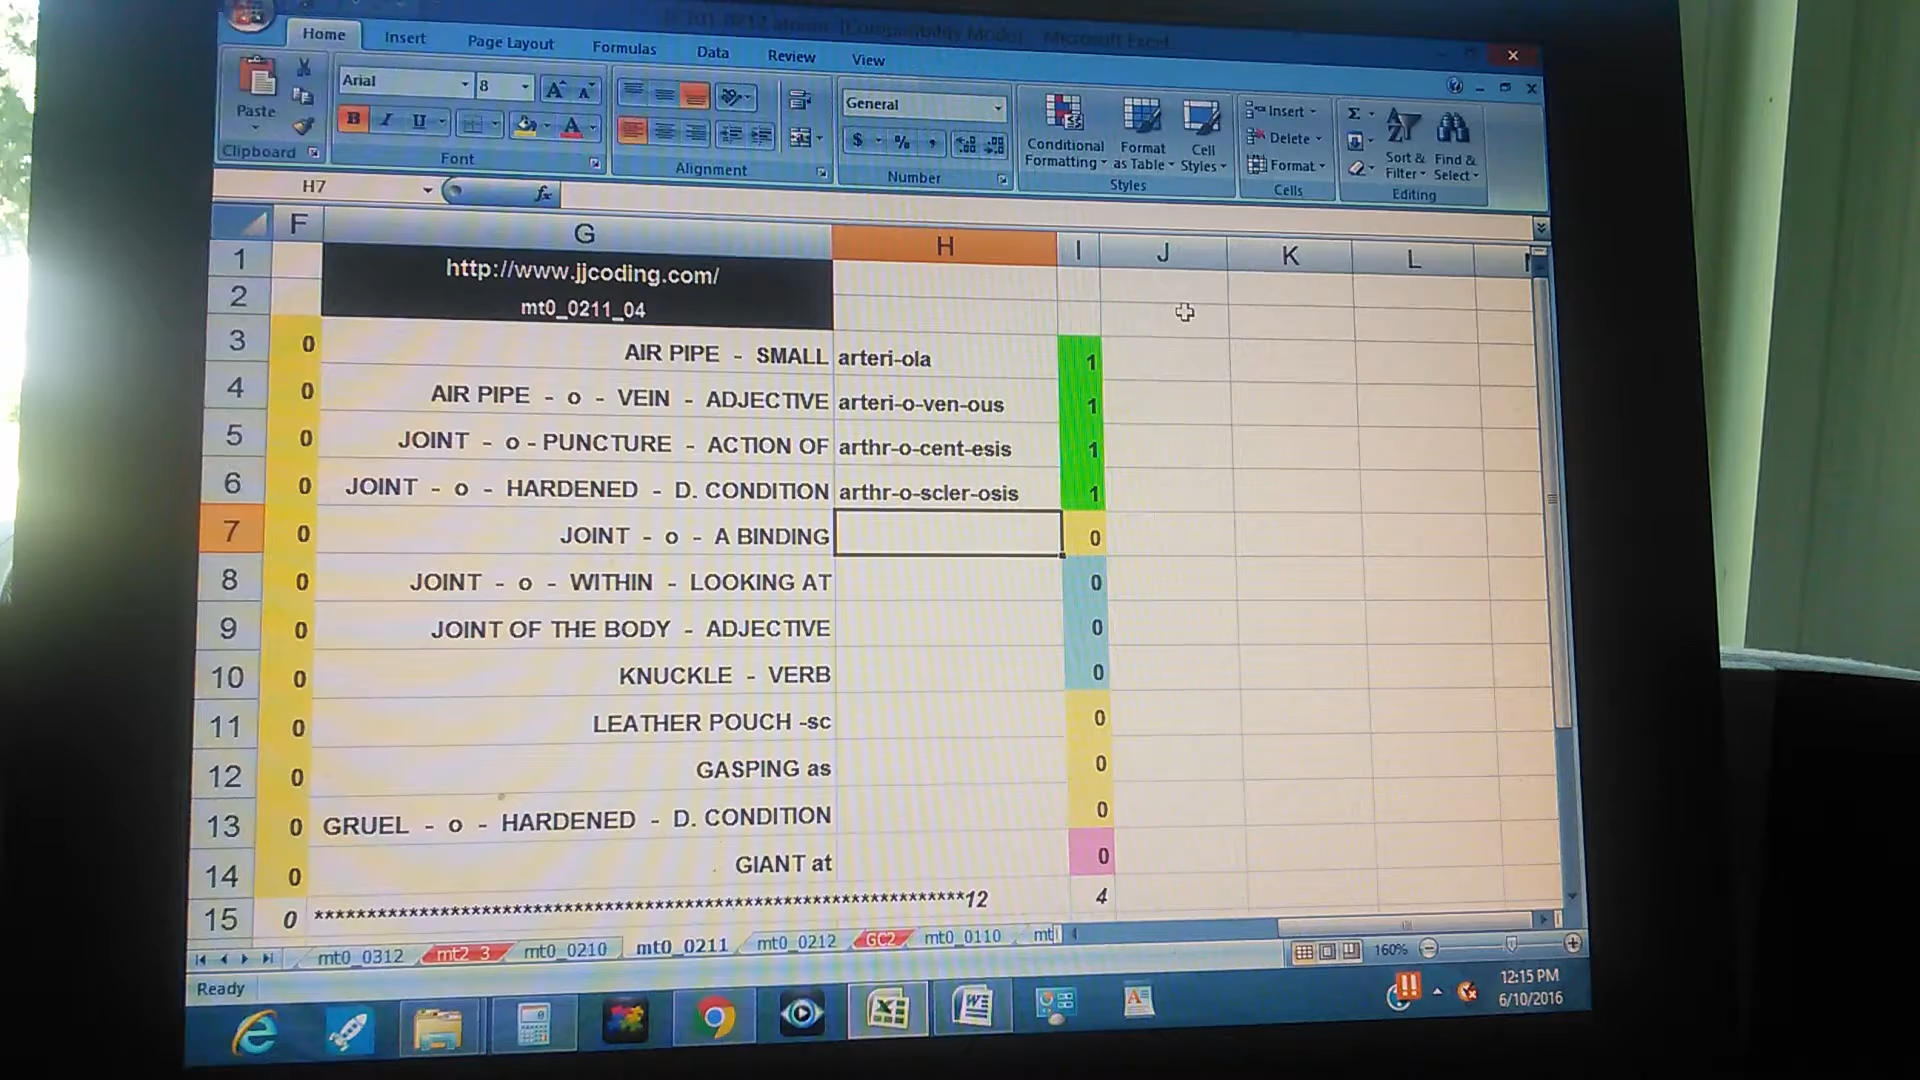 [Compatibility Mode] - Microsoft Excel
Home Insert Page Layout Formulas Data Review View
Paste
Arial 8
A A
B I U A
General
$ % ,
Conditional Formatting
Format as Table
Cell Styles
Insert
Delete
Format
Σ
Sort & Filter
Find & Select
Clipboard Font Alignment Number Styles Cells Editing
H7 fx
F G H I J K L
1 http://www.jjcoding.com/
2 mt0_0211_04
3 0 AIR PIPE - SMALL arteri-ola 1
4 0 AIR PIPE - o - VEIN - ADJECTIVE arteri-o-ven-ous 1
5 0 JOINT - o - PUNCTURE - ACTION OF arthr-o-cent-esis 1
6 0 JOINT - o - HARDENED - D. CONDITION arthr-o-scler-osis 1
7 0 JOINT - o - A BINDING 0
8 0 JOINT - o - WITHIN - LOOKING AT 0
9 0 JOINT OF THE BODY - ADJECTIVE 0
10 0 KNUCKLE - VERB 0
11 0 LEATHER POUCH -sc 0
12 0 GASPING as 0
13 0 GRUEL - o - HARDENED - D. CONDITION 0
14 0 GIANT at 0
15 0 ******************************************************************12 4
mt0_0312 mt2_3 mt0_0210 mt0_0211 mt0_0212 GC2 mt0_0110 mt
Ready 160%
12:15 PM
6/10/2016